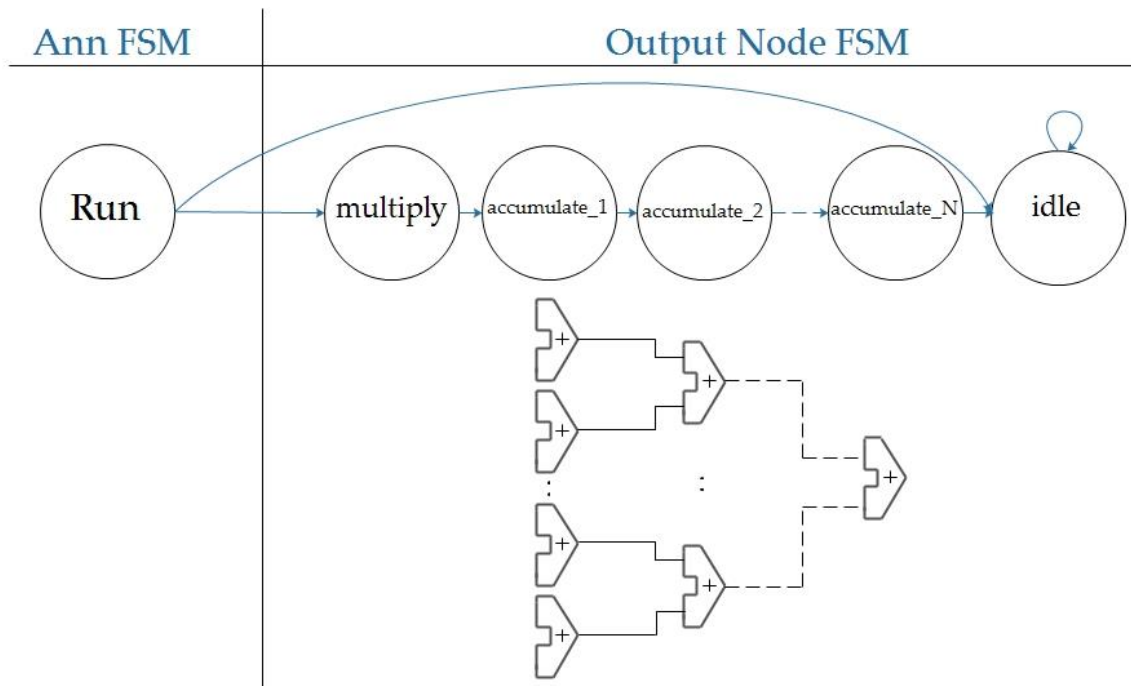 Ann FSM
Output Node FSM
Run
multiply
accumulate_1
accumulate_2
accumulate_N
idle
+
+
+
+
+
+
+